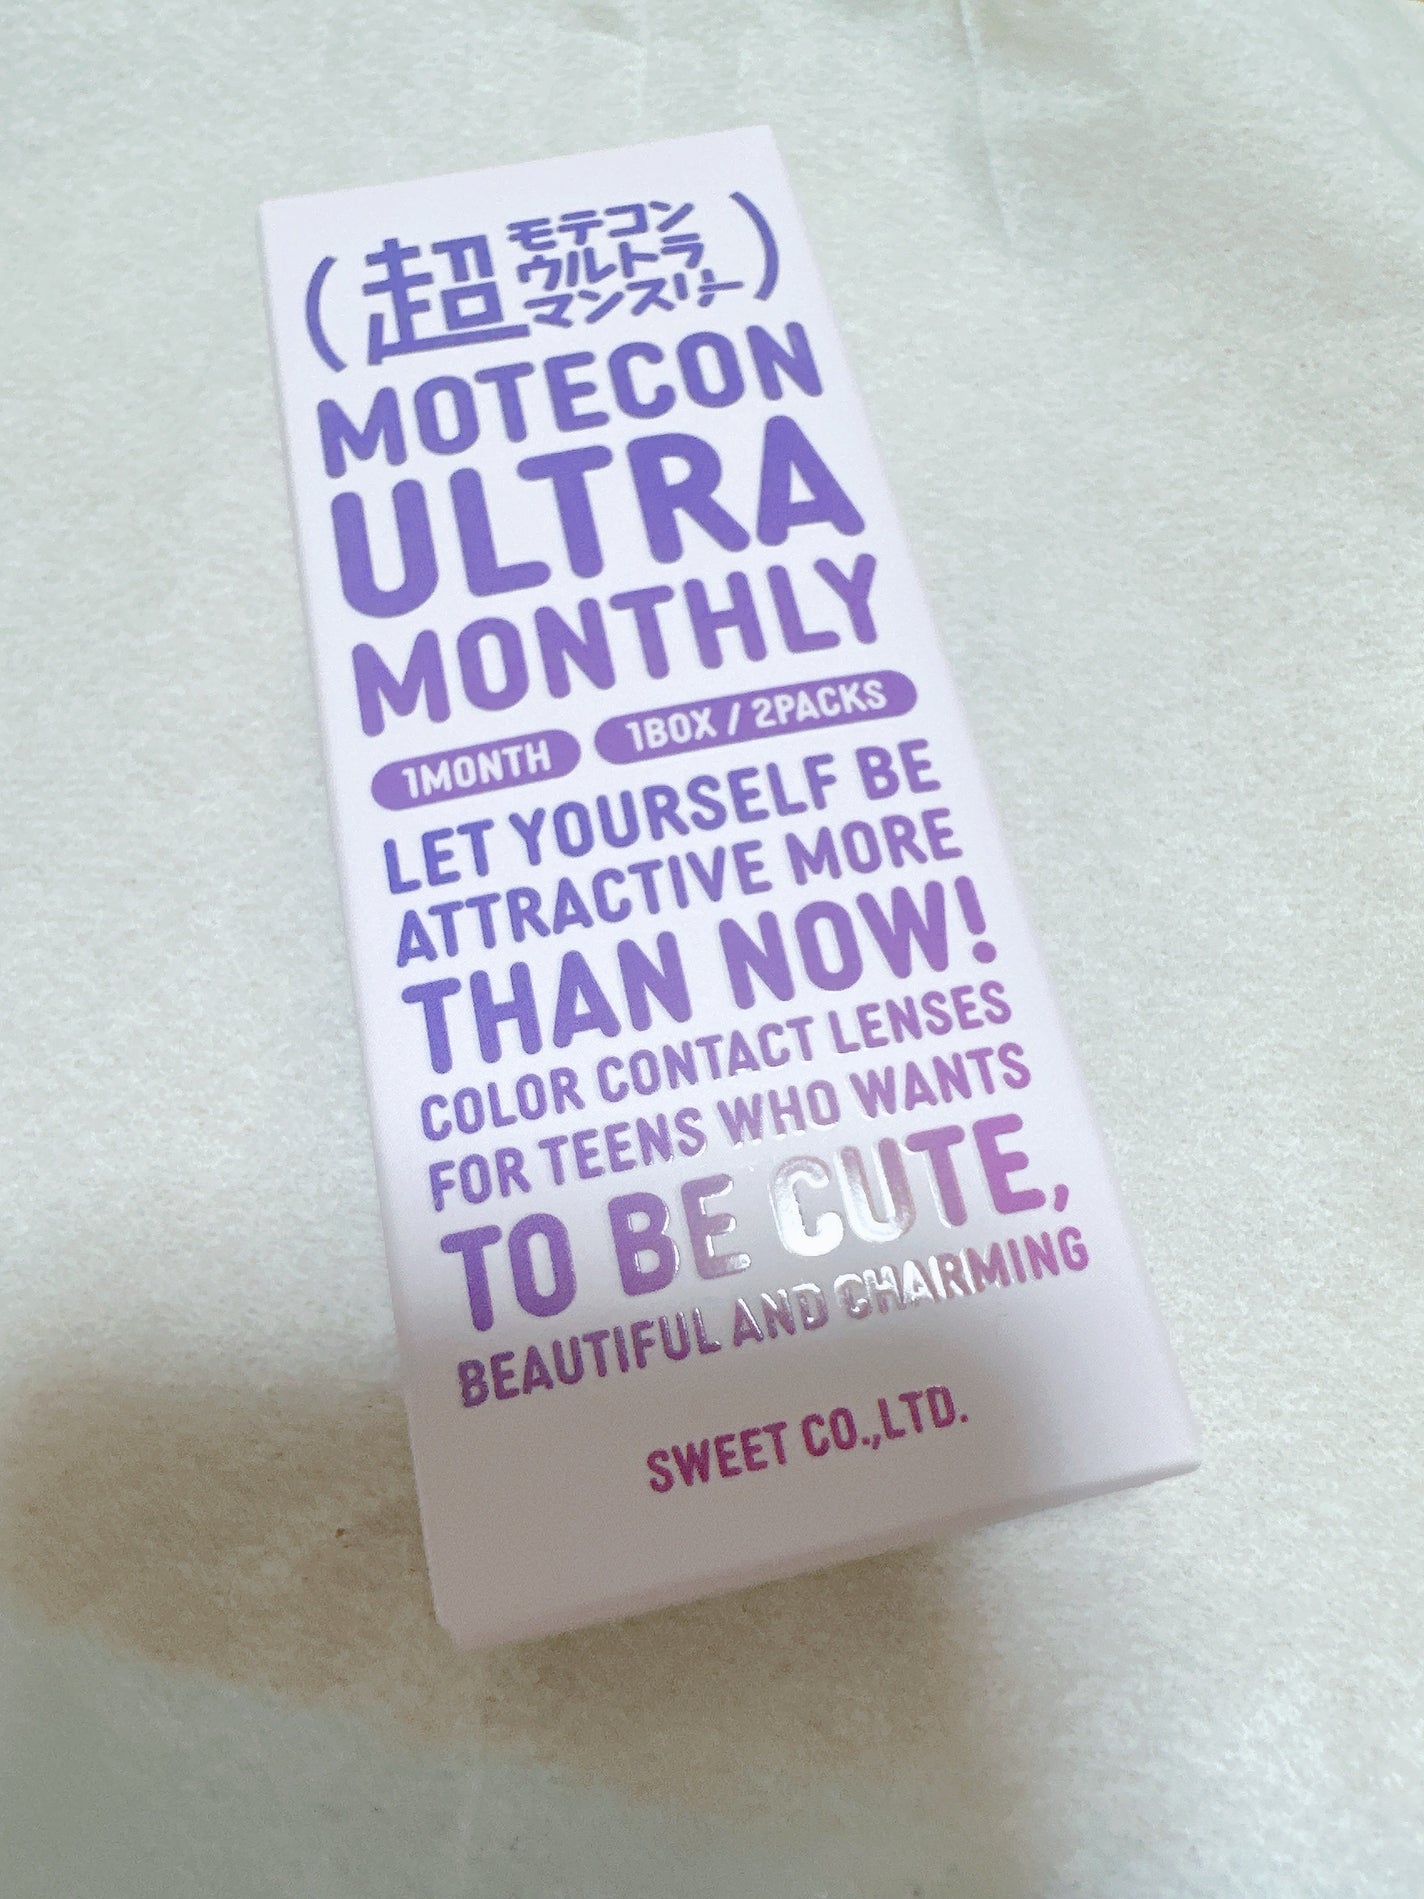 (超 モテコン
ウルトラ
マンスリー)
MOTECON
ULTRA
MONTHLY
1MONTH 1BOX / 2PACKS
LET YOURSELF BE
ATTRACTIVE MORE
THAN NOW!
COLOR CONTACT LENSES
FOR TEENS WHO WANTS
TO BE CUTE,
BEAUTIFUL AND CHARMING
SWEET CO.,LTD.